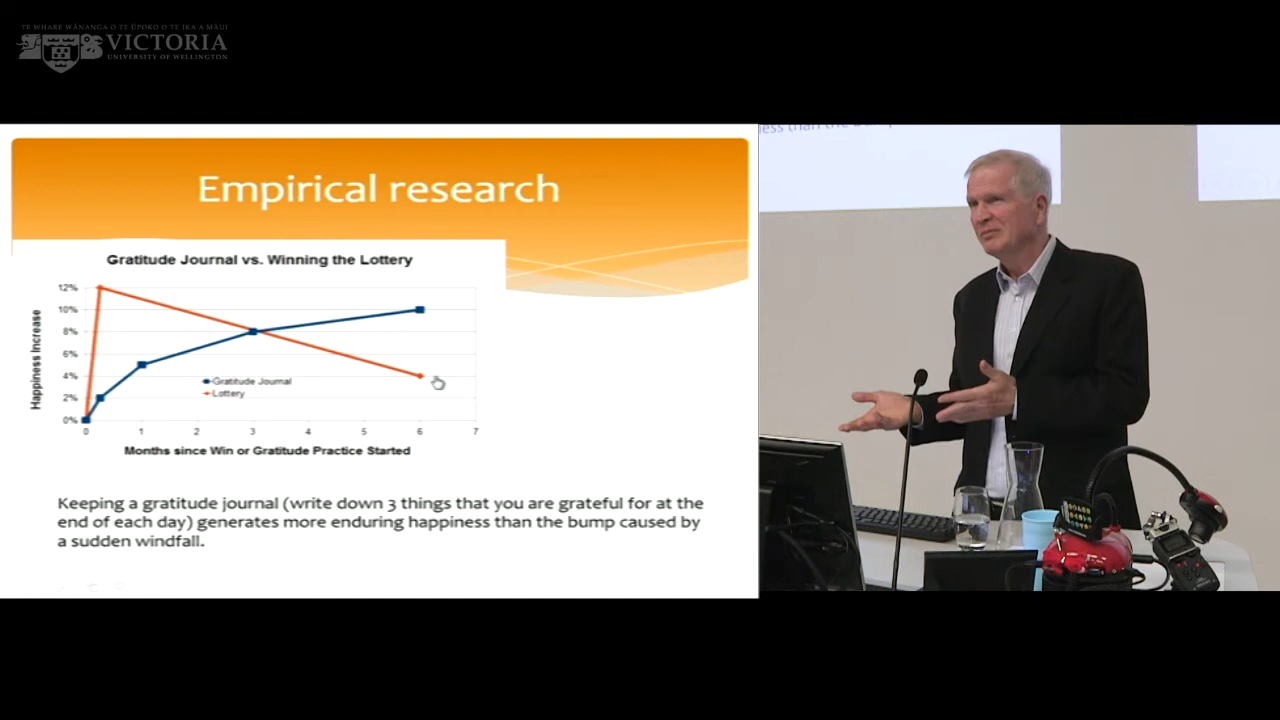 TE WHARE WĀNANGA O TE ŪPOKO O TE IKA A MĀUI
VICTORIA
UNIVERSITY OF WELLINGTON
less than the
Empirical research
Gratitude Journal vs. Winning the Lottery
Happiness Increase
12%
10%
8%
6%
4%
2%
0%
Gratitude Journal
Lottery
0 1 2 3 4 5 6 7
Months since Win or Gratitude Practice Started
Keeping a gratitude journal (write down 3 things that you are grateful for at the
end of each day) generates more enduring happiness than the bump caused by
a sudden windfall.